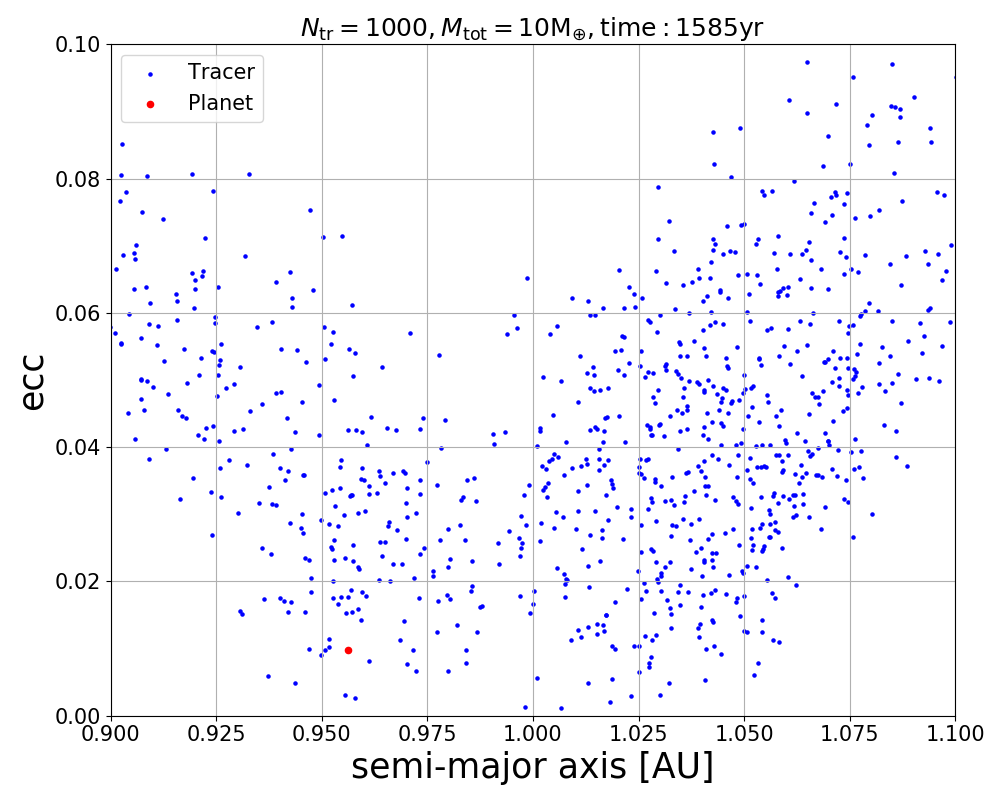 N_tr = 1000, M_tot = 10M_⊕, time : 1585yr
Tracer
Planet
0.10
0.08
0.06
0.04
0.02
0.00
ecc
0.900 0.925 0.950 0.975 1.000 1.025 1.050 1.075 1.100
semi-major axis [AU]